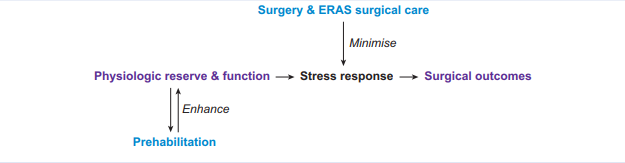 Surgery & ERAS surgical care
Minimise
Physiologic reserve & function Stress response Surgical outcomes
Enhance
Prehabilitation